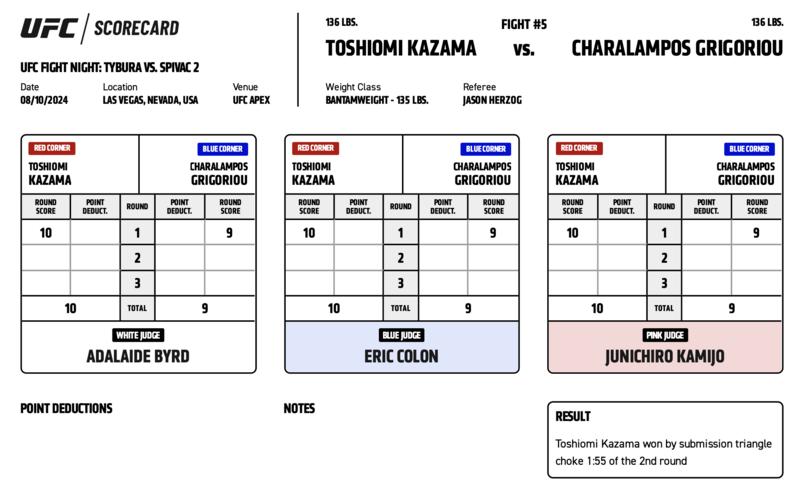 UFC / SCORECARD
UFC FIGHT NIGHT: TYBURA VS. SPIVAC 2
Date Location Venue
08/10/2024 LAS VEGAS, NEVADA, USA UFC APEX
136 LBS. FIGHT #5 136 LBS.
TOSHIOMI KAZAMA vs. CHARALAMPOS GRIGORIOU
Weight Class Referee
BANTAMWEIGHT - 135 LBS. JASON HERZOG
RED CORNER BLUE CORNER
TOSHIOMI CHARALAMPOS
KAZAMA GRIGORIOU
ROUND SCORE POINT DEDUCT. ROUND POINT DEDUCT. ROUND SCORE
10 1 9
2
3
10 TOTAL 9
WHITE JUDGE
ADALAIDE BYRD
RED CORNER BLUE CORNER
TOSHIOMI CHARALAMPOS
KAZAMA GRIGORIOU
ROUND SCORE POINT DEDUCT. ROUND POINT DEDUCT. ROUND SCORE
10 1 9
2
3
10 TOTAL 9
BLUE JUDGE
ERIC COLON
RED CORNER BLUE CORNER
TOSHIOMI CHARALAMPOS
KAZAMA GRIGORIOU
ROUND SCORE POINT DEDUCT. ROUND POINT DEDUCT. ROUND SCORE
10 1 9
2
3
10 TOTAL 9
PINK JUDGE
JUNICHIRO KAMIJO
POINT DEDUCTIONS
NOTES
RESULT
Toshiomi Kazama won by submission triangle
choke 1:55 of the 2nd round